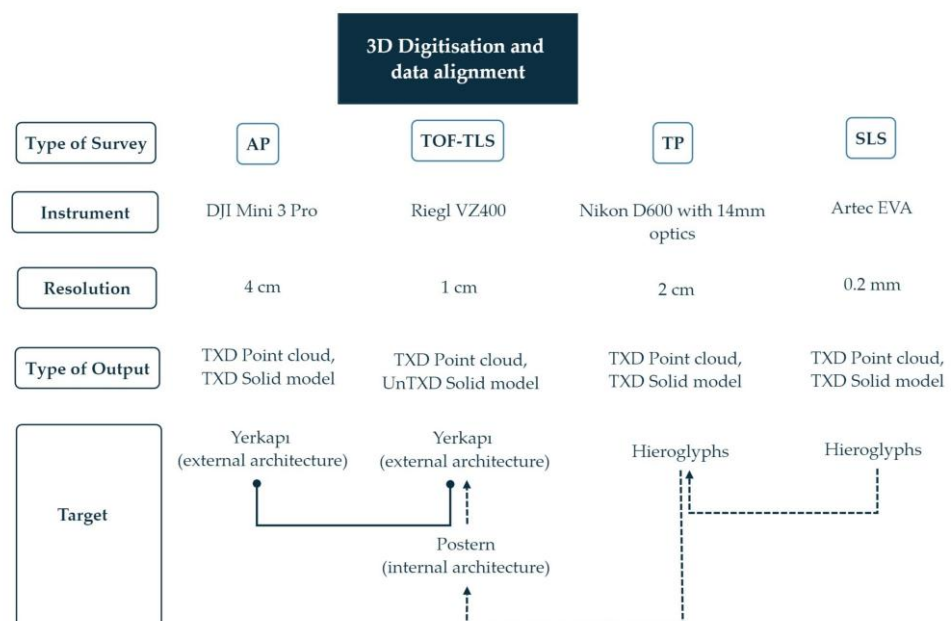 3D Digitisation and
data alignment
Type of Survey
AP
TOF-TLS
TP
SLS
Instrument
DJI Mini 3 Pro
Riegl VZ400
Nikon D600 with 14mm
optics
Artec EVA
Resolution
4 cm
1 cm
2 cm
0.2 mm
Type of Output
TXD Point cloud,
TXD Solid model
TXD Point cloud,
UnTXD Solid model
TXD Point cloud,
TXD Solid model
TXD Point cloud,
TXD Solid model
Target
Yerkapı
(external architecture)
Yerkapı
(external architecture)
Hieroglyphs
Hieroglyphs
Postern
(internal architecture)